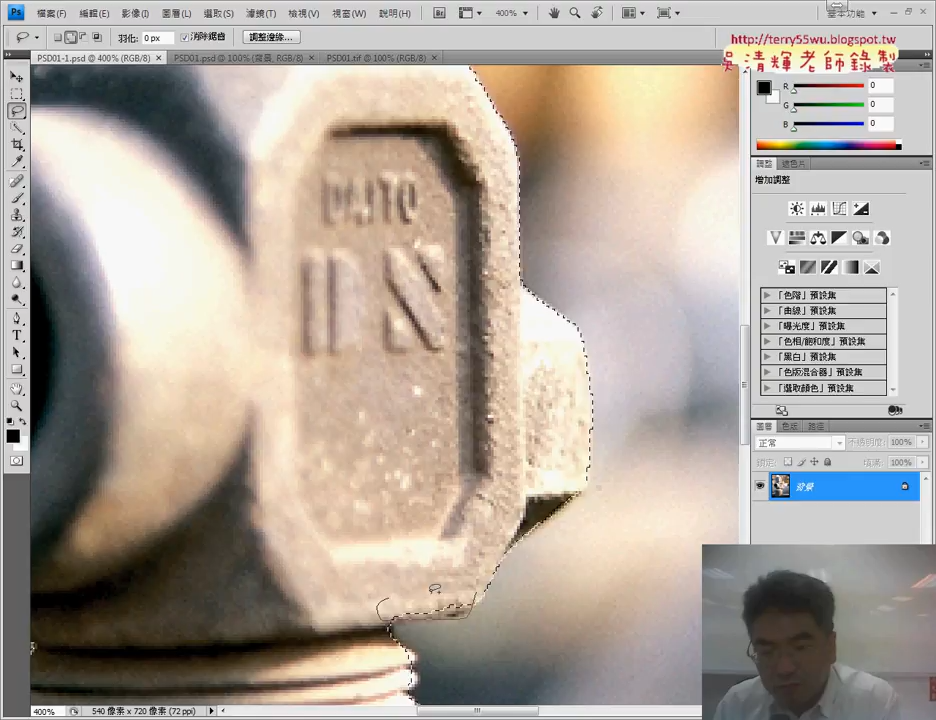 檔案(F) 編輯(E) 影像(I) 圖層(L) 選取(S) 濾鏡(T) 檢視(V) 視窗(W) 說明(H) Br 400% 基本功能
羽化: 0 px 消除鋸齒 調整邊緣...
http://terry55wu.blogspot.tw
吳清輝老師錄製
PSD01-1.psd @ 400% (RGB/8) PSD01.psd @ 100% (背景, RGB/8) PSD01.tif @ 100% (RGB/8)
R 0
G 0
B 0
調整 遮色片
增加調整
「色階」預設集
「曲線」預設集
「曝光度」預設集
「色相/飽和度」預設集
「黑白」預設集
「色版混合器」預設集
「選取顏色」預設集
圖層 色版 路徑
正常 不透明度: 100%
鎖定: 填滿: 100%
背景
400% 540 像素 x 720 像素 (72 ppi)